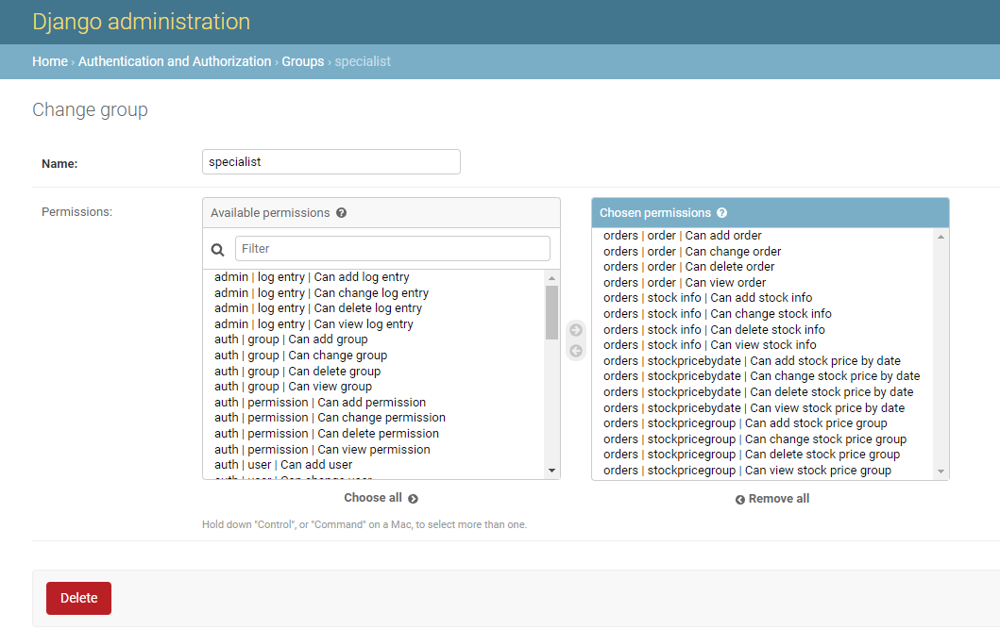 Django administration
Home › Authentication and Authorization › Groups › specialist
Change group
Name:
specialist
Permissions:
Available permissions ?
Filter
admin | log entry | Can add log entry
admin | log entry | Can change log entry
admin | log entry | Can delete log entry
admin | log entry | Can view log entry
auth | group | Can add group
auth | group | Can change group
auth | group | Can delete group
auth | group | Can view group
auth | permission | Can add permission
auth | permission | Can change permission
auth | permission | Can delete permission
auth | permission | Can view permission
auth | user | Can add user
auth | user | Can change user
Choose all
Hold down "Control", or "Command" on a Mac, to select more than one.
Chosen permissions ?
orders | order | Can add order
orders | order | Can change order
orders | order | Can delete order
orders | order | Can view order
orders | stock info | Can add stock info
orders | stock info | Can change stock info
orders | stock info | Can delete stock info
orders | stock info | Can view stock info
orders | stockpricebydate | Can add stock price by date
orders | stockpricebydate | Can change stock price by date
orders | stockpricebydate | Can delete stock price by date
orders | stockpricebydate | Can view stock price by date
orders | stockpricegroup | Can add stock price group
orders | stockpricegroup | Can change stock price group
orders | stockpricegroup | Can delete stock price group
orders | stockpricegroup | Can view stock price group
Remove all
Delete